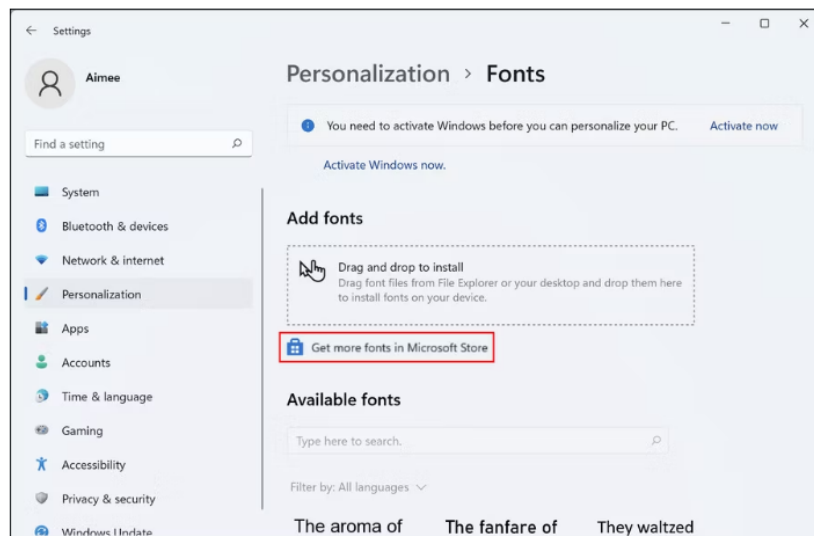 Settings
Aimee
Find a setting
System
Bluetooth & devices
Network & internet
Personalization
Apps
Accounts
Time & language
Gaming
Accessibility
Privacy & security
Windows Update
Personalization > Fonts
You need to activate Windows before you can personalize your PC. Activate now
Activate Windows now.
Add fonts
Drag and drop to install
Drag font files from File Explorer or your desktop and drop them here
to install fonts on your device.
Get more fonts in Microsoft Store
Available fonts
Type here to search.
Filter by: All languages
The aroma of The fanfare of They waltzed